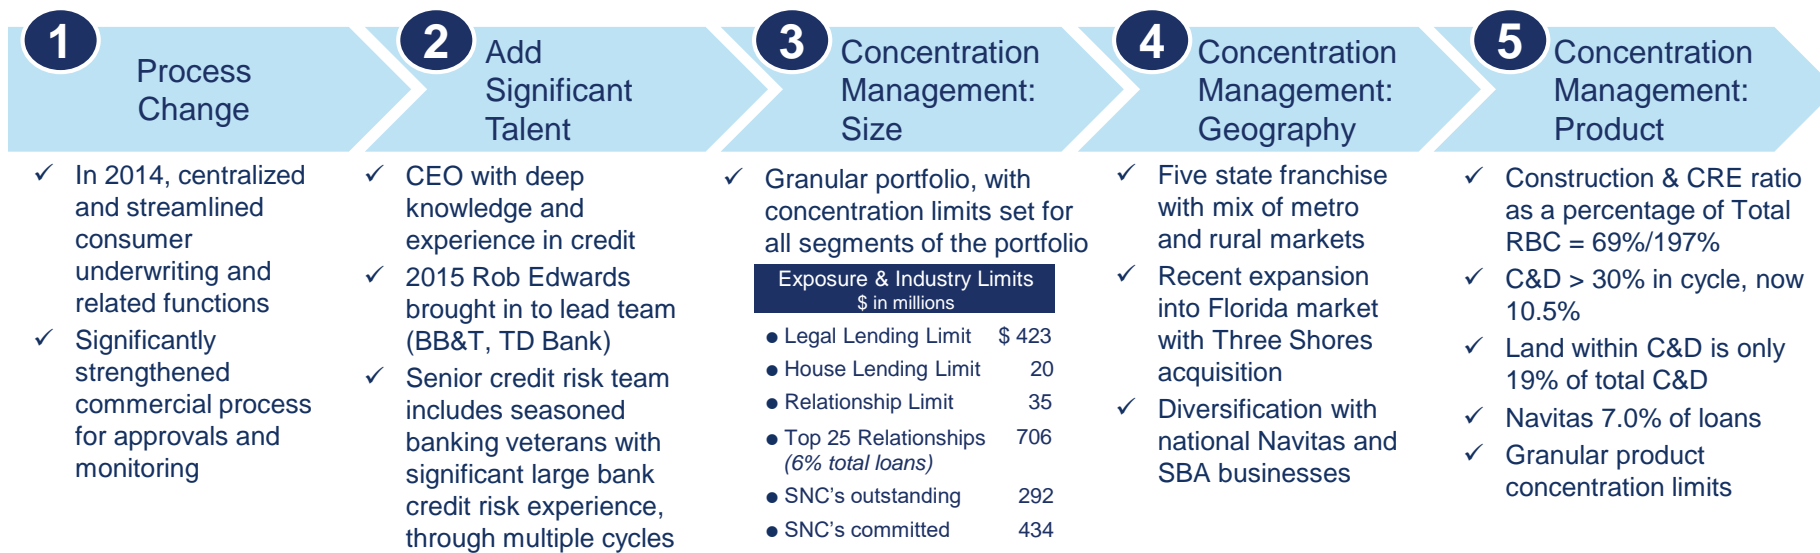 1
Process
Change
✓ In 2014, centralized
and streamlined
consumer
underwriting and
related functions
✓ Significantly
strengthened
commercial process
for approvals and
monitoring
2
Add
Significant
Talent
✓ CEO with deep
knowledge and
experience in credit
✓ 2015 Rob Edwards
brought in to lead team
(BB&T, TD Bank)
✓ Senior credit risk team
includes seasoned
banking veterans with
significant large bank
credit risk experience,
through multiple cycles
3
Concentration
Management:
Size
✓ Granular portfolio, with
concentration limits set for
all segments of the portfolio
Exposure & Industry Limits
$ in millions
● Legal Lending Limit $ 423
● House Lending Limit 20
● Relationship Limit 35
● Top 25 Relationships 706
(6% total loans)
● SNC's outstanding 292
● SNC's committed 434
4
Concentration
Management:
Geography
✓ Five state franchise
with mix of metro
and rural markets
✓ Recent expansion
into Florida market
with Three Shores
acquisition
✓ Diversification with
national Navitas and
SBA businesses
5
Concentration
Management:
Product
✓ Construction & CRE ratio
as a percentage of Total
RBC = 69%/197%
✓ C&D > 30% in cycle, now
10.5%
✓ Land within C&D is only
19% of total C&D
✓ Navitas 7.0% of loans
✓ Granular product
concentration limits